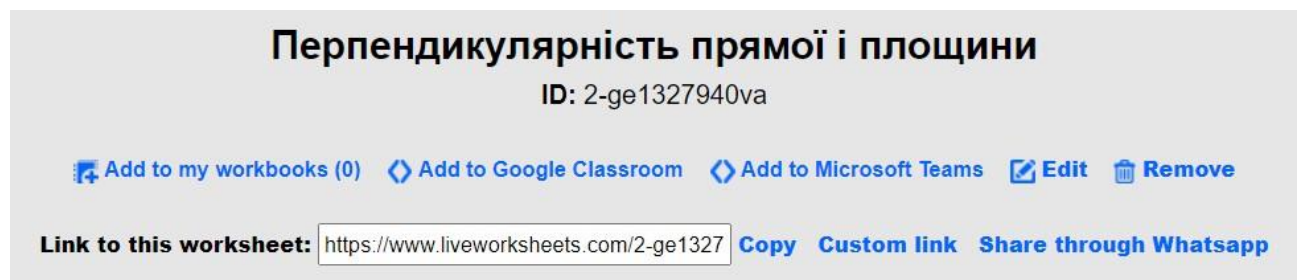 Перпендикулярність прямої і площини
ID: 2-ge1327940va
Add to my workbooks (0) Add to Google Classroom Add to Microsoft Teams Edit Remove
Link to this worksheet: https://www.liveworksheets.com/2-ge1327 Copy Custom link Share through Whatsapp